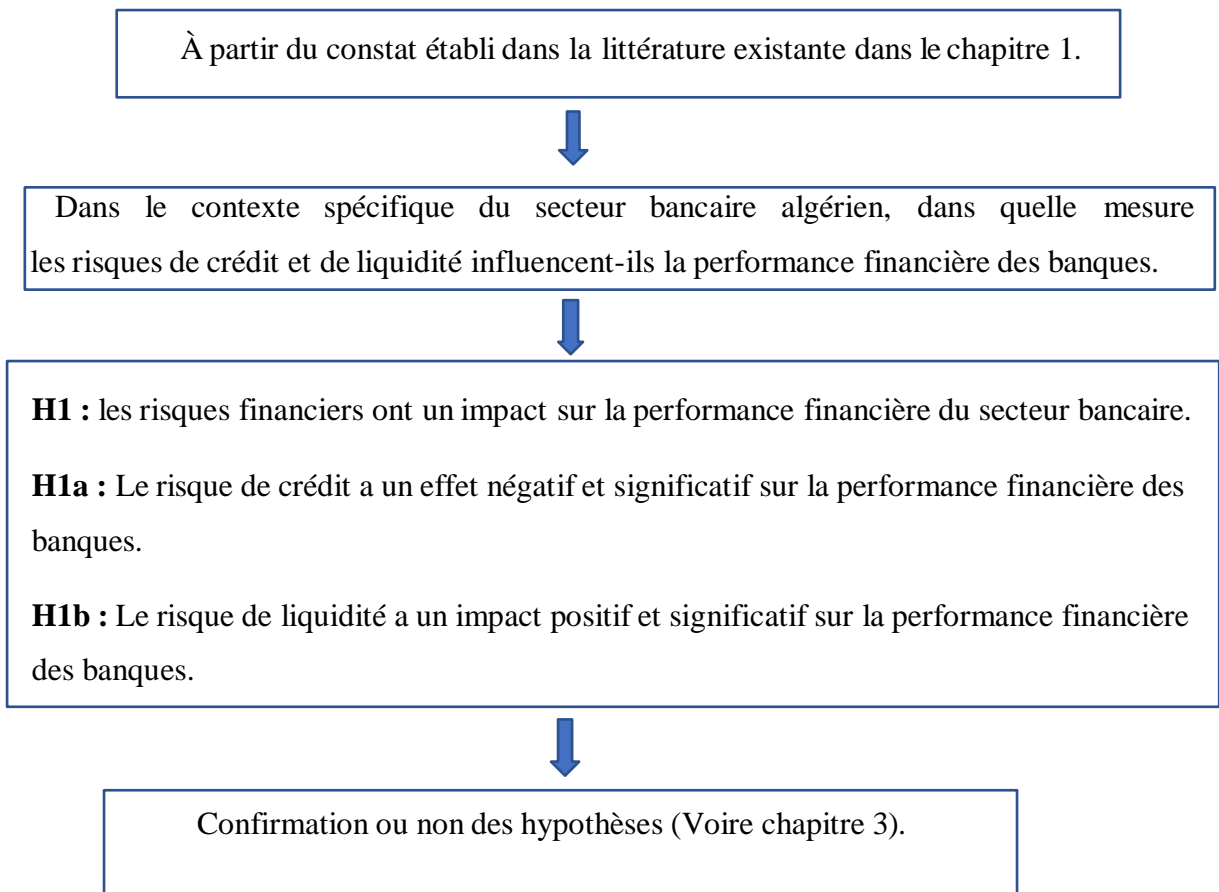 À partir du constat établi dans la littérature existante dans le chapitre 1.
Dans le contexte spécifique du secteur bancaire algérien, dans quelle mesure
les risques de crédit et de liquidité influencent-ils la performance financière des banques.
H1 : les risques financiers ont un impact sur la performance financière du secteur bancaire.
H1a : Le risque de crédit a un effet négatif et significatif sur la performance financière des
banques.
H1b : Le risque de liquidité a un impact positif et significatif sur la performance financière
des banques.
Confirmation ou non des hypothèses (Voire chapitre 3).